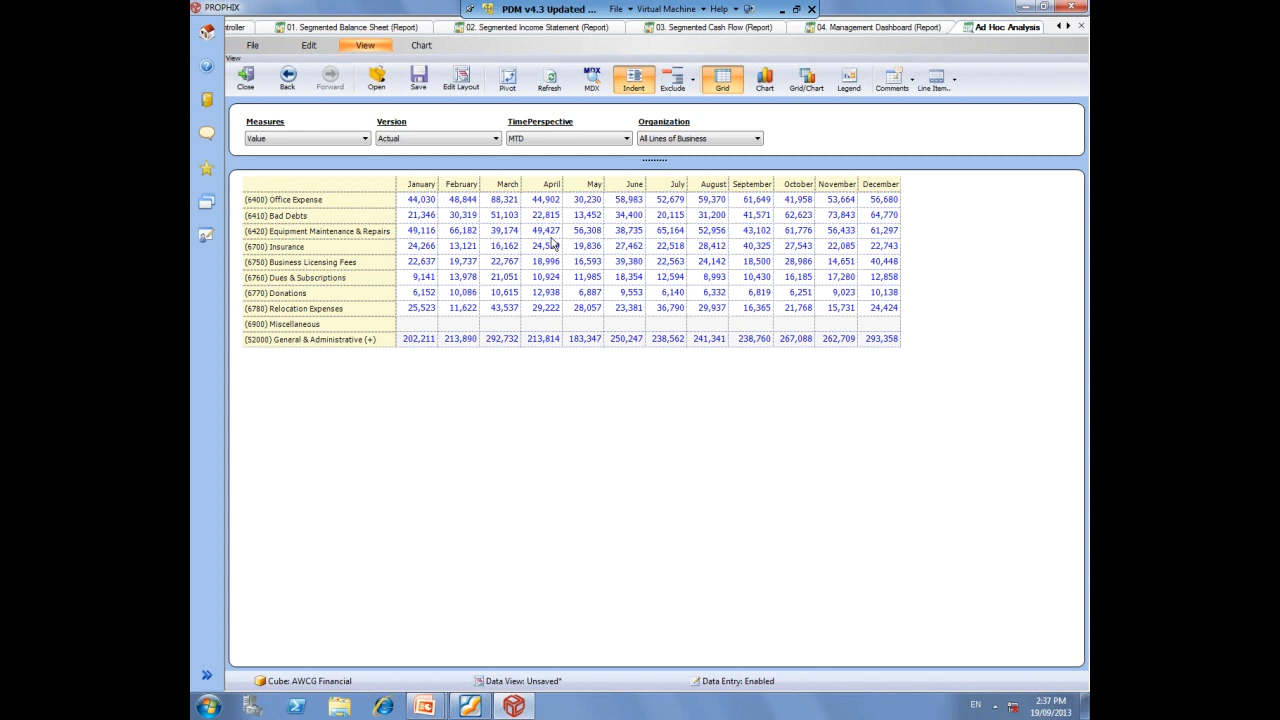 PROPHIX
PDM v4.3 Updated ... File Virtual Machine Help
ntroller 01. Segmented Balance Sheet (Report) 02. Segmented Income Statement (Report) 03. Segmented Cash Flow (Report) 04. Management Dashboard (Report) Ad Hoc Analysis
File Edit View Chart
View
Close Back Forward Open Save Edit Layout Pivot Refresh MDX Indent Exclude Grid Chart Grid/Chart Legend Comments Line Item...
MDX
Measures Version TimePerspective Organization
Value Actual MTD All Lines of Business
January February March April May June July August September October November December
(6400) Office Expense 44,030 48,844 88,321 44,902 30,230 58,983 52,679 59,370 61,649 41,958 53,664 56,680
(6410) Bad Debts 21,346 30,319 51,103 22,815 13,452 34,400 20,115 31,200 41,571 62,623 73,843 64,770
(6420) Equipment Maintenance & Repairs 49,116 66,182 39,174 49,427 56,308 38,735 65,164 52,956 43,102 61,776 56,433 61,297
(6700) Insurance 24,266 13,121 16,162 19,836 27,462 22,518 28,412 40,325 27,543 22,085 22,743
(6750) Business Licensing Fees 22,637 19,737 22,767 18,996 16,593 39,380 22,563 24,142 18,500 28,986 14,651 40,448
(6760) Dues & Subscriptions 9,141 13,978 21,051 10,924 11,985 18,354 12,594 8,993 10,430 16,185 17,280 12,858
(6770) Donations 6,152 10,086 10,615 12,938 6,887 9,553 6,140 6,332 6,819 6,251 9,023 10,138
(6780) Relocation Expenses 25,523 11,622 43,537 29,222 28,057 23,381 36,790 29,937 16,365 21,768 15,731 24,424
(6900) Miscellaneous
(52000) General & Administrative (+) 202,211 213,890 292,732 213,814 183,347 250,247 238,562 241,341 238,760 267,088 262,709 293,358
Cube: AWCG Financial Data View: Unsaved* Data Entry: Enabled
EN 2:37 PM
19/09/2013